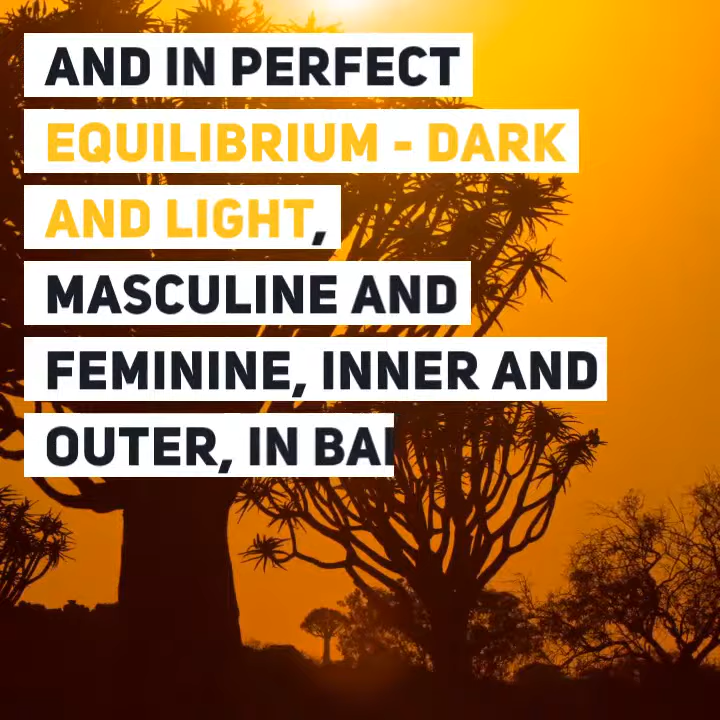 AND IN PERFECT
EQUILIBRIUM - DARK
AND LIGHT,
MASCULINE AND
FEMININE, INNER AND
OUTER, IN